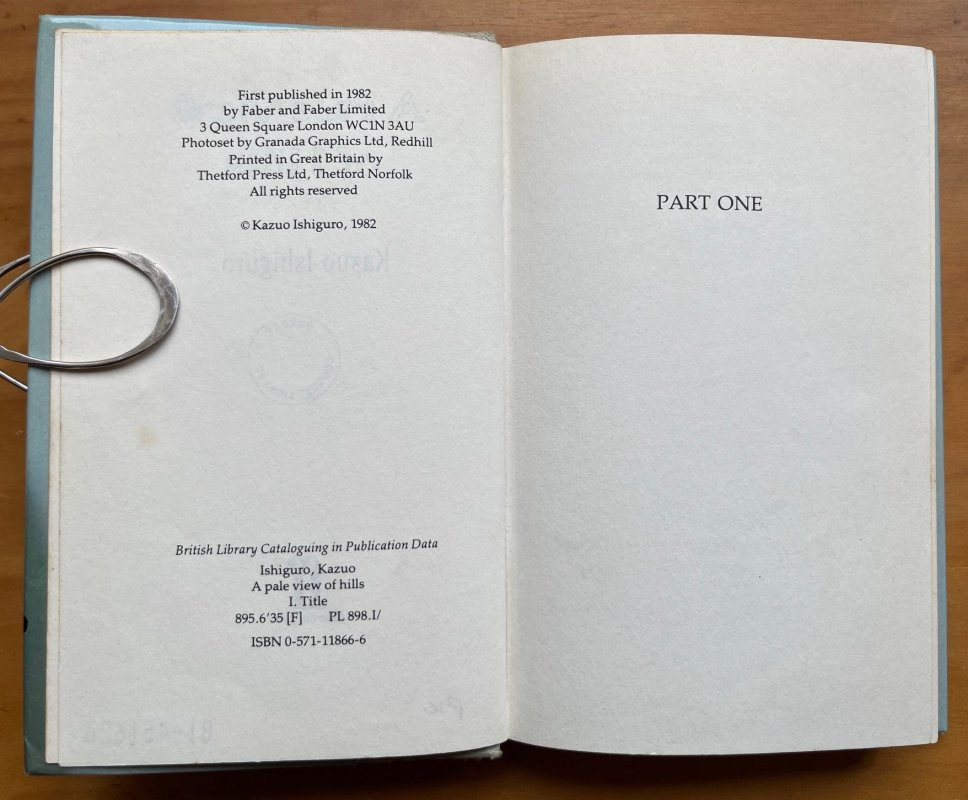 First published in 1982
by Faber and Faber Limited
3 Queen Square London WC1N 3AU
Photoset by Granada Graphics Ltd, Redhill
Printed in Great Britain by
Thetford Press Ltd, Thetford Norfolk
All rights reserved
© Kazuo Ishiguro, 1982
Kazuo Ishiguro
British Library Cataloguing in Publication Data
Ishiguro, Kazuo
A pale view of hills
I. Title
895.6'35 [F] PL 898.I/
ISBN 0-571-11866-6
PART ONE